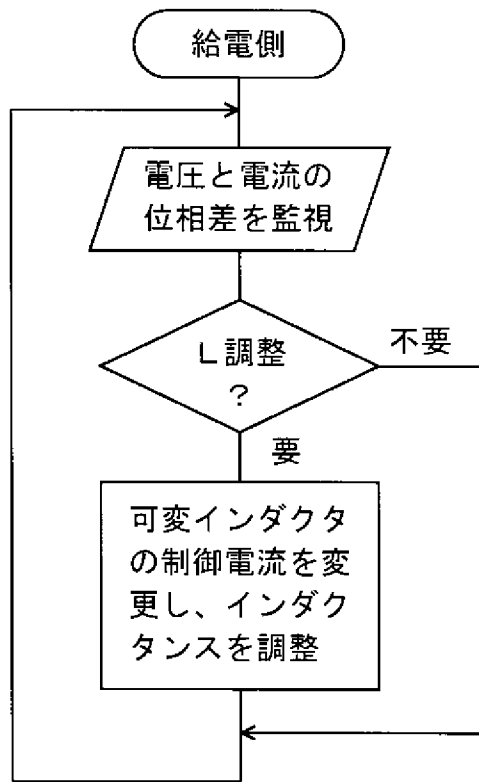 給電側
電圧と電流の
位相差を監視
L調整
?
不要
要
可変インダクタ
の制御電流を変
更し、インダク
タンスを調整